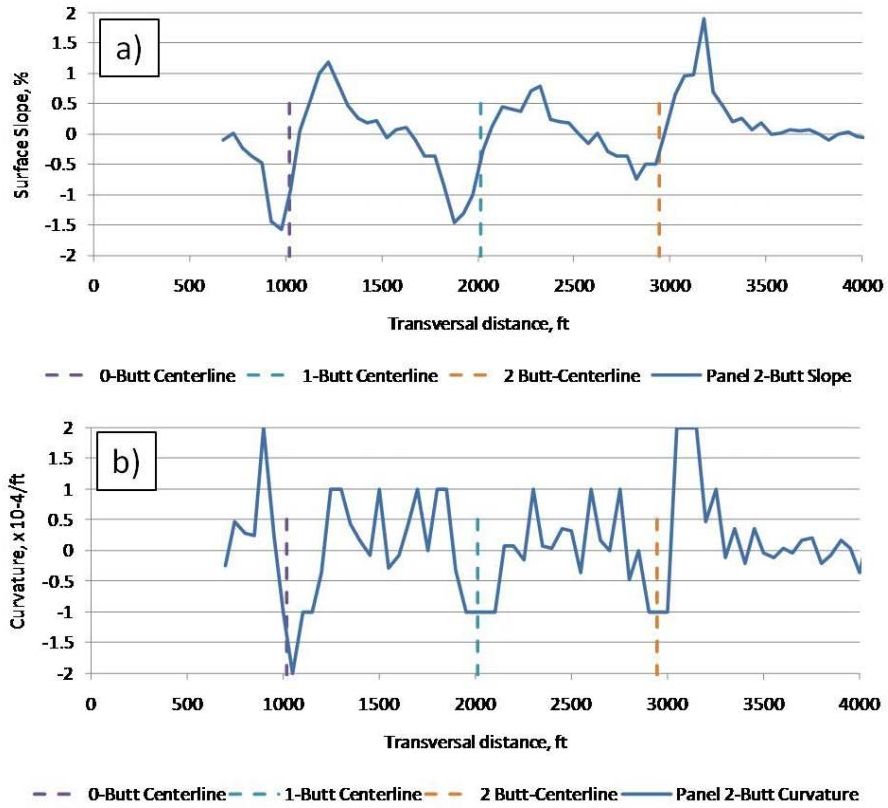 2
1.5
a)
1
0.5
0
-0.5
-1
-1.5
-2
Surface Slope, %
0 500 1000 1500 2000 2500 3000 3500 4000
Transversal distance, ft
0-Butt Centerline 1-Butt Centerline 2 Butt-Centerline Panel 2-Butt Slope
2
1.5
b)
1
0.5
0
-0.5
-1
-1.5
-2
Curvature, x10-4/ft
0 500 1000 1500 2000 2500 3000 3500 4000
Transversal distance, ft
0-Butt Centerline 1-Butt Centerline 2 Butt-Centerline Panel 2-Butt Curvature